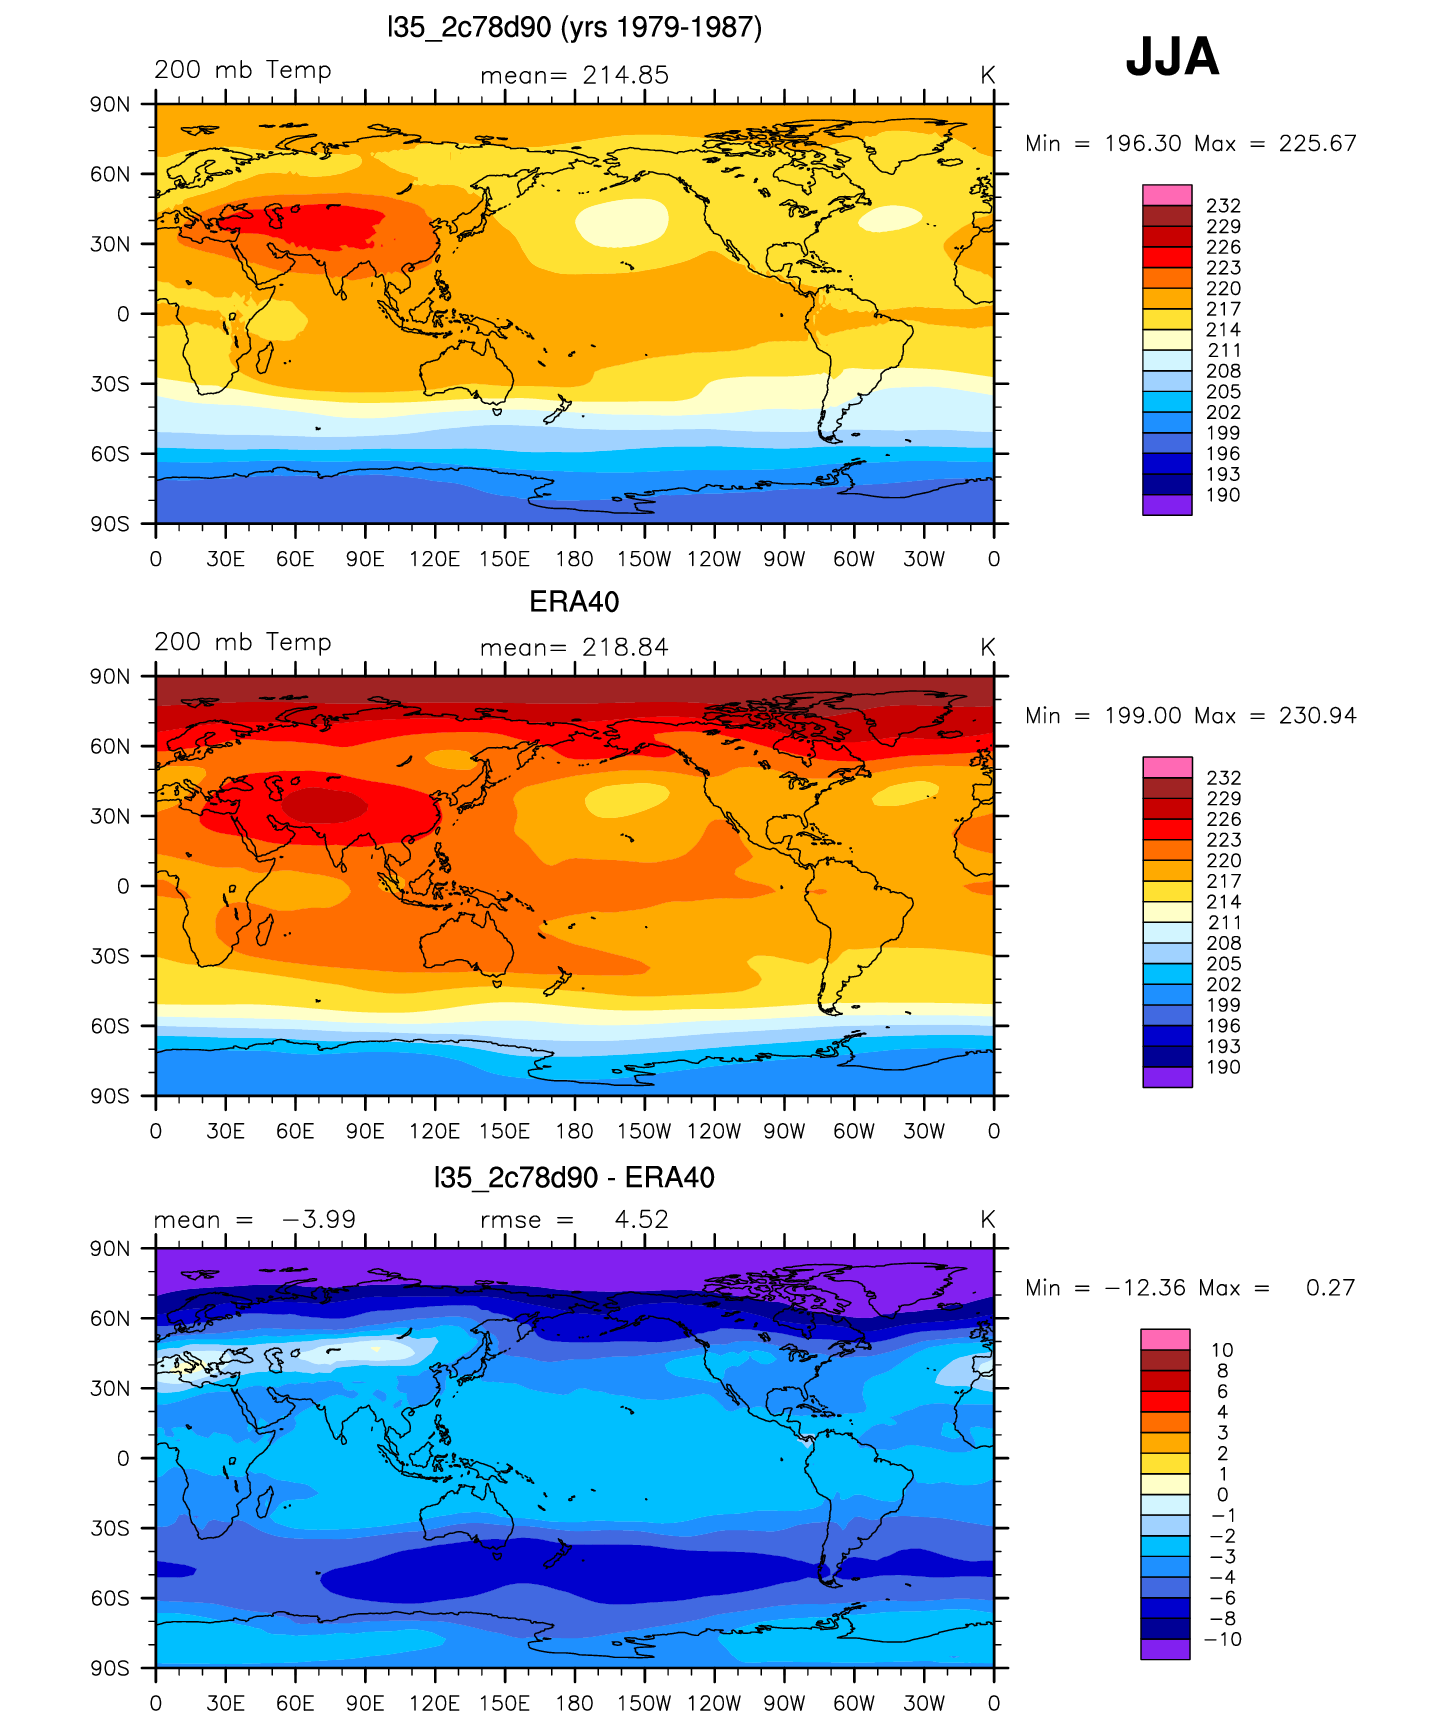 l35_2c78d90 (yrs 1979-1987)
JJA
200 mb Temp mean= 214.85 K
Min = 196.30 Max = 225.67
90N
60N
30N
0
30S
60S
90S
0 30E 60E 90E 120E 150E 180 150W 120W 90W 60W 30W 0
232
229
226
223
220
217
214
211
208
205
202
199
196
193
190
ERA40
200 mb Temp mean= 218.84 K
Min = 199.00 Max = 230.94
90N
60N
30N
0
30S
60S
90S
0 30E 60E 90E 120E 150E 180 150W 120W 90W 60W 30W 0
232
229
226
223
220
217
214
211
208
205
202
199
196
193
190
l35_2c78d90 - ERA40
mean = -3.99 rmse = 4.52 K
Min = -12.36 Max = 0.27
90N
60N
30N
0
30S
60S
90S
0 30E 60E 90E 120E 150E 180 150W 120W 90W 60W 30W 0
10
8
6
4
3
2
1
0
-1
-2
-3
-4
-6
-8
-10